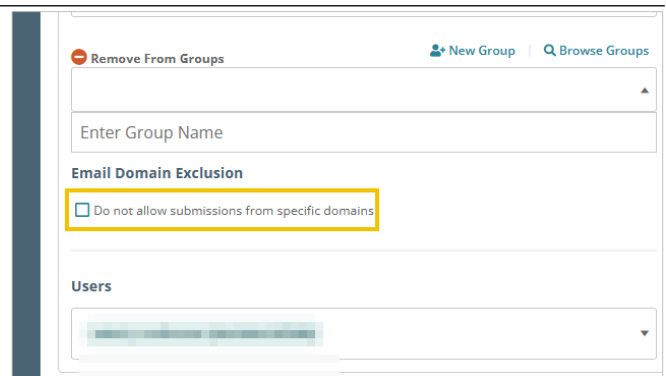 Remove From Groups
New Group | Browse Groups
Enter Group Name
Email Domain Exclusion
Do not allow submissions from specific domains
Users